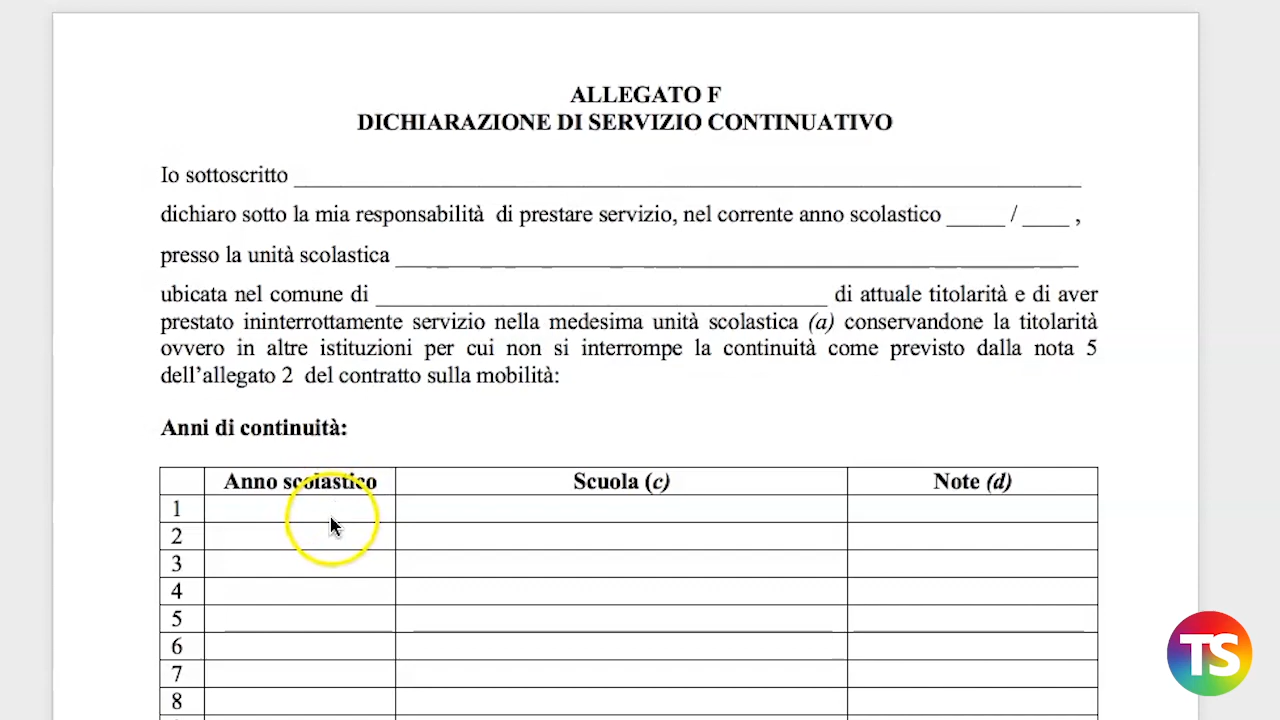 ALLEGATO F
DICHIARAZIONE DI SERVIZIO CONTINUATIVO
Io sottoscritto ____________________
dichiaro sotto la mia responsabilità di prestare servizio, nel corrente anno scolastico _____ / ____ ,
presso la unità scolastica ____________________
ubicata nel comune di ____________________ di attuale titolarità e di aver
prestato ininterrottamente servizio nella medesima unità scolastica (a) conservandone la titolarità
ovvero in altre istituzioni per cui non si interrompe la continuità come previsto dalla nota 5
dell'allegato 2 del contratto sulla mobilità:
Anni di continuità:
Anno scolastico Scuola (c) Note (d)
1
2
3
4
5
6
7
8
TS